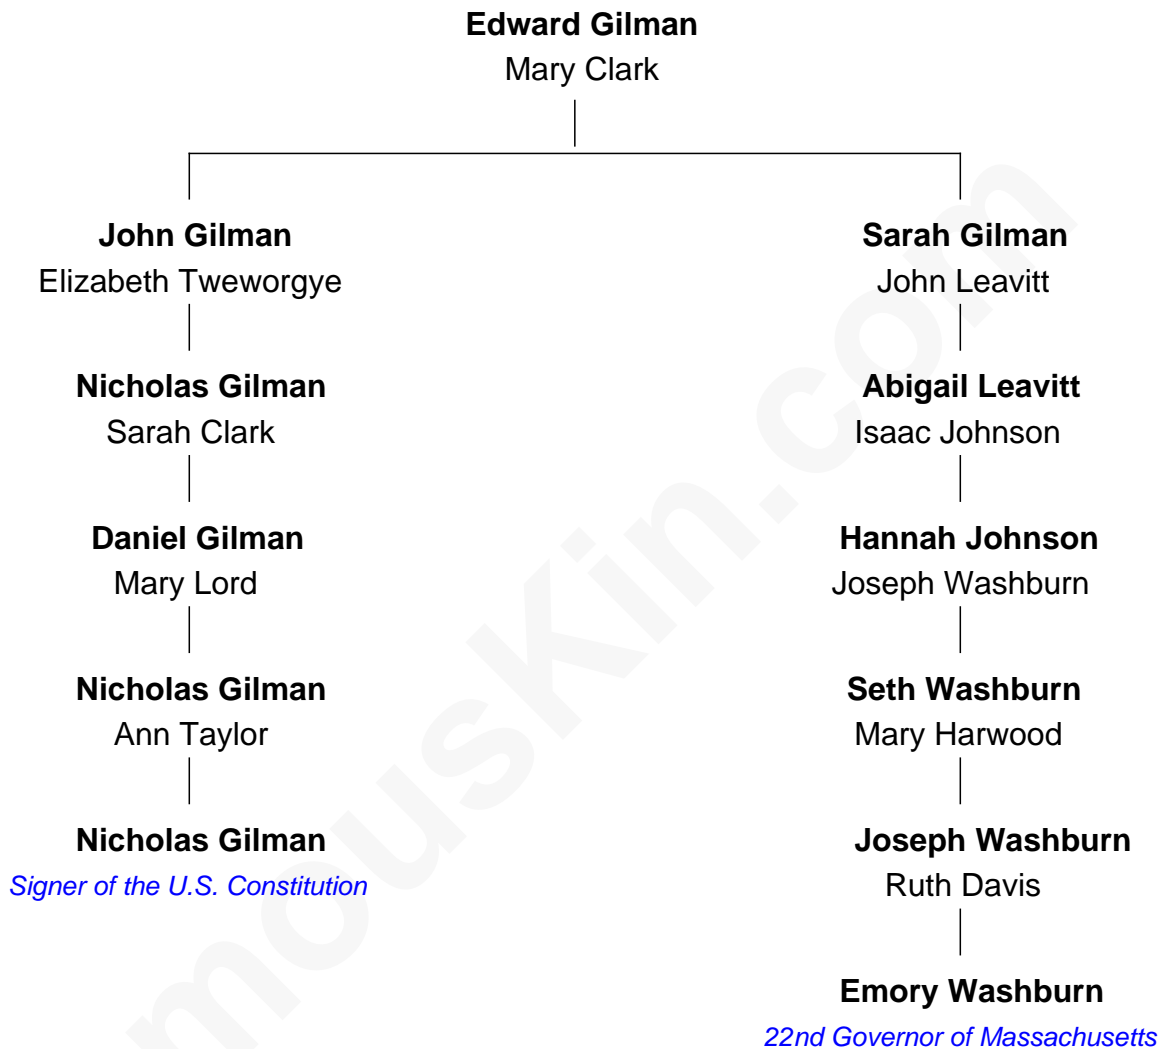 Edward Gilman
Mary Clark
John Gilman
Elizabeth Tweworgye
Sarah Gilman
John Leavitt
Nicholas Gilman
Sarah Clark
Abigail Leavitt
Isaac Johnson
Daniel Gilman
Mary Lord
Hannah Johnson
Joseph Washburn
Nicholas Gilman
Ann Taylor
Seth Washburn
Mary Harwood
Nicholas Gilman
Signer of the U.S. Constitution
Joseph Washburn
Ruth Davis
Emory Washburn
22nd Governor of Massachusetts
mousKin.com